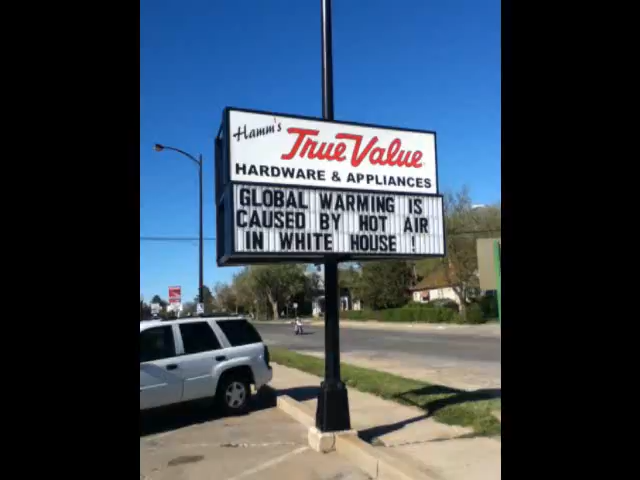 Hamm's
True Value
HARDWARE & APPLIANCES
GLOBAL WARMING IS
CAUSED BY HOT AIR
IN WHITE HOUSE !